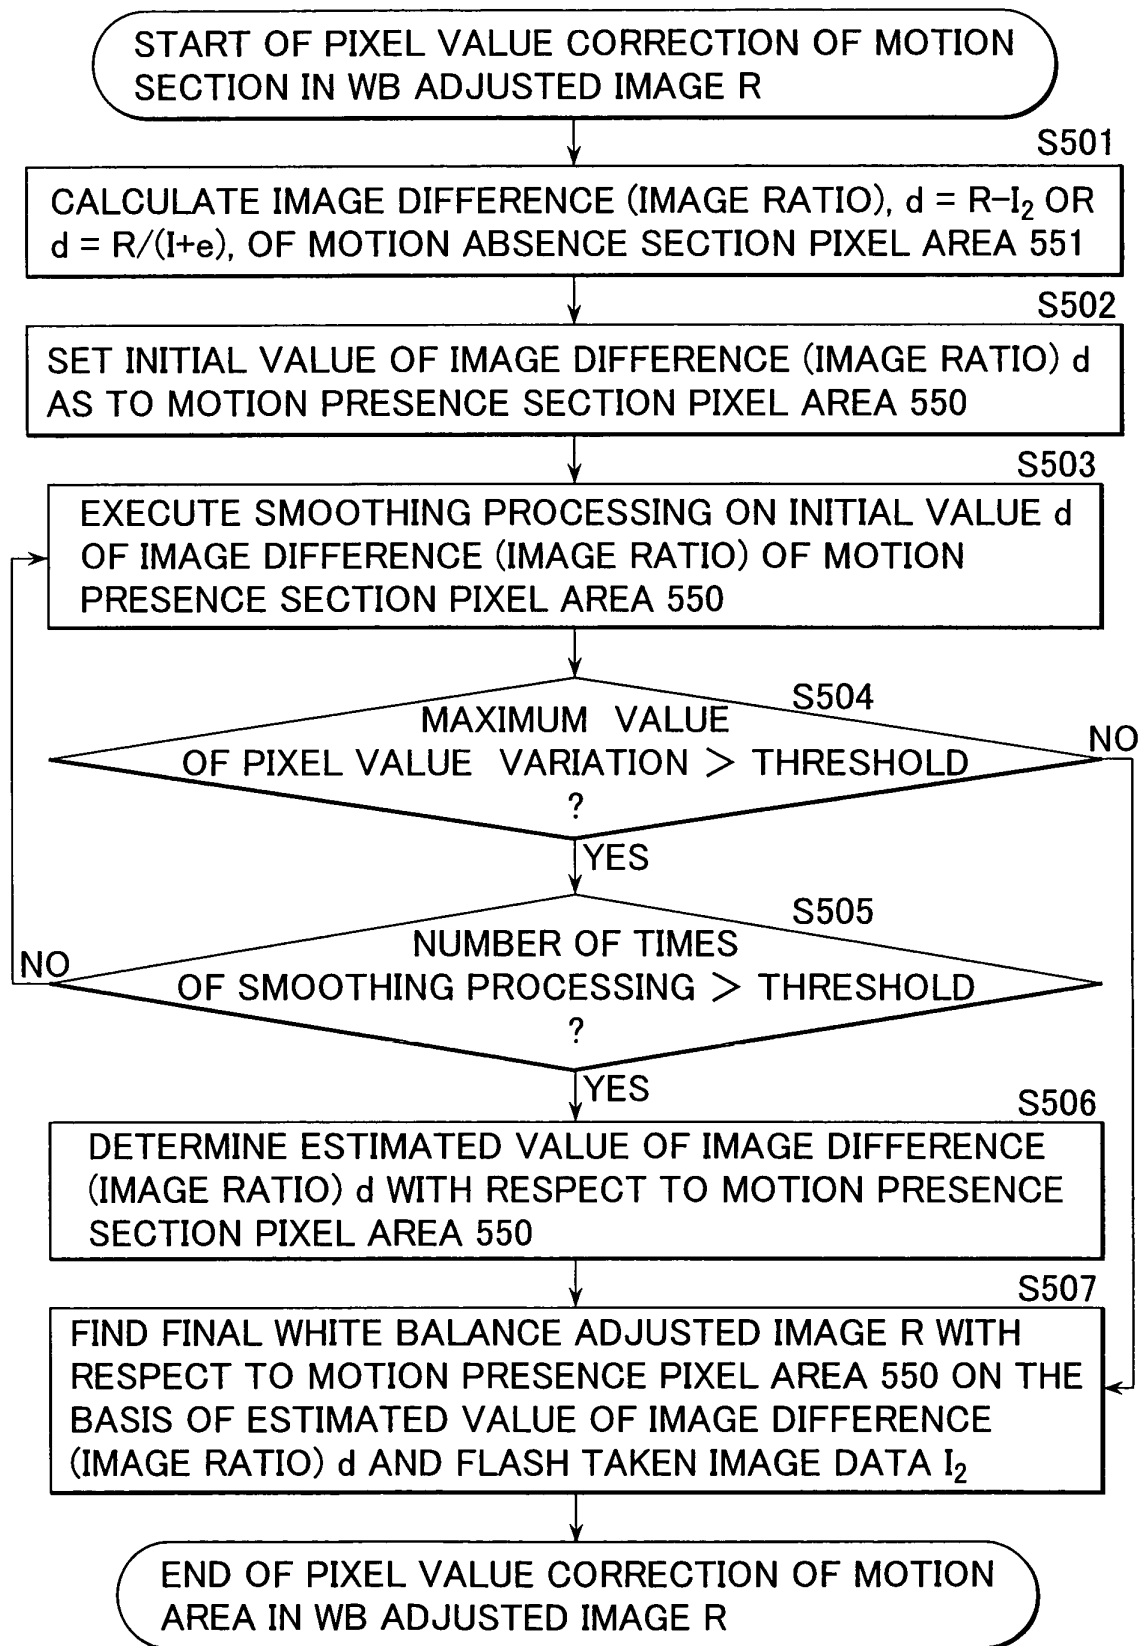 START OF PIXEL VALUE CORRECTION OF MOTION
SECTION IN WB ADJUSTED IMAGE R
S501
CALCULATE IMAGE DIFFERENCE (IMAGE RATIO), d = R−I₂ OR
d = R/(I+e), OF MOTION ABSENCE SECTION PIXEL AREA 551
S502
SET INITIAL VALUE OF IMAGE DIFFERENCE (IMAGE RATIO) d
AS TO MOTION PRESENCE SECTION PIXEL AREA 550
S503
EXECUTE SMOOTHING PROCESSING ON INITIAL VALUE d
OF IMAGE DIFFERENCE (IMAGE RATIO) OF MOTION
PRESENCE SECTION PIXEL AREA 550
S504
MAXIMUM VALUE
OF PIXEL VALUE VARIATION > THRESHOLD
?
NO
YES
S505
NUMBER OF TIMES
OF SMOOTHING PROCESSING > THRESHOLD
?
NO
YES
S506
DETERMINE ESTIMATED VALUE OF IMAGE DIFFERENCE
(IMAGE RATIO) d WITH RESPECT TO MOTION PRESENCE
SECTION PIXEL AREA 550
S507
FIND FINAL WHITE BALANCE ADJUSTED IMAGE R WITH
RESPECT TO MOTION PRESENCE PIXEL AREA 550 ON THE
BASIS OF ESTIMATED VALUE OF IMAGE DIFFERENCE
(IMAGE RATIO) d AND FLASH TAKEN IMAGE DATA I₂
END OF PIXEL VALUE CORRECTION OF MOTION
AREA IN WB ADJUSTED IMAGE R